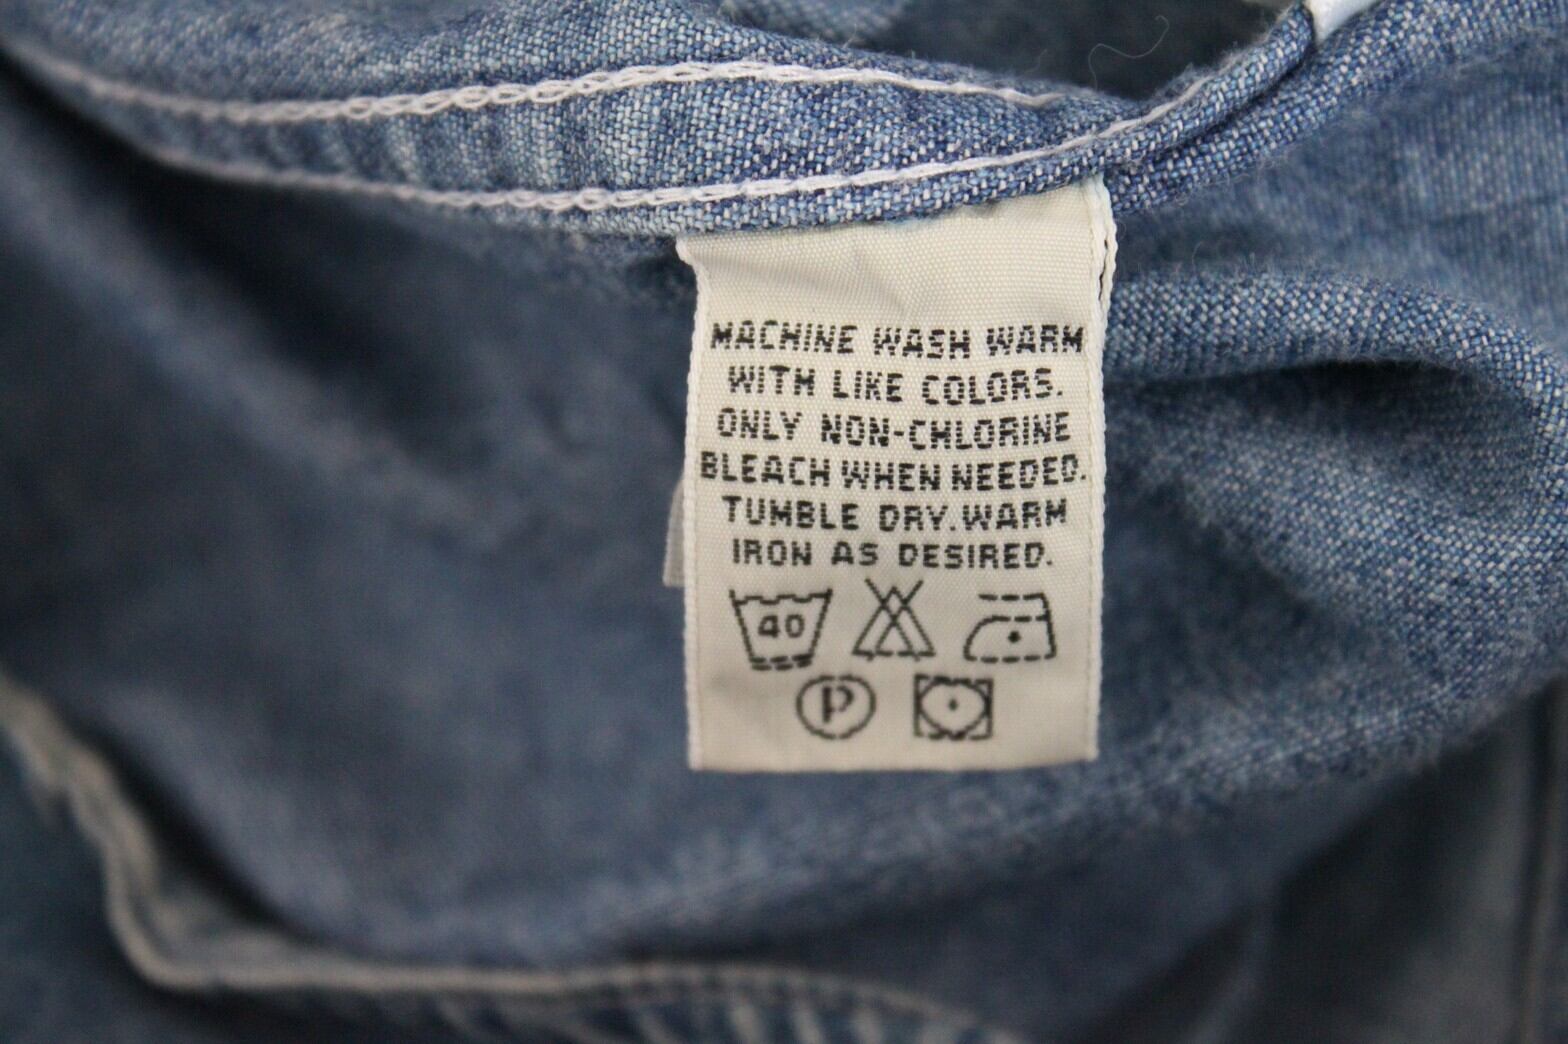 MACHINE WASH WARM
WITH LIKE COLORS.
ONLY NON-CHLORINE
BLEACH WHEN NEEDED.
TUMBLE DRY.WARM
IRON AS DESIRED.
40
P